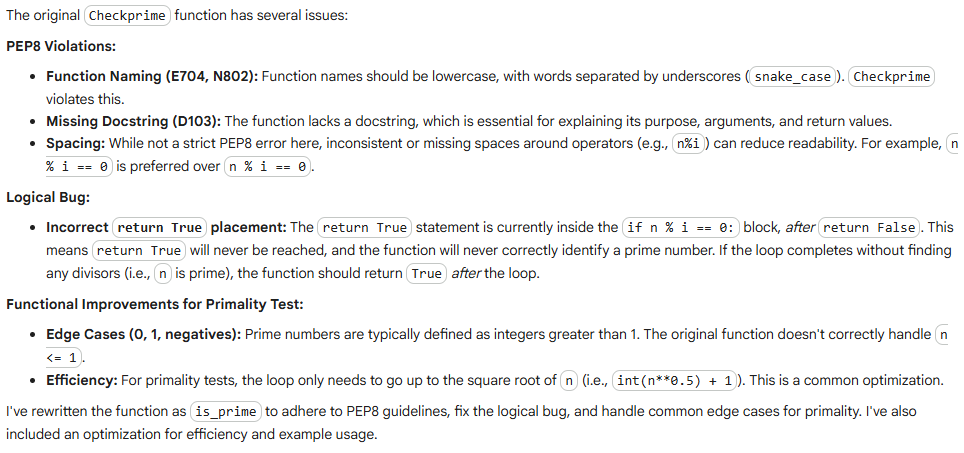 The original Checkprime function has several issues:
PEP8 Violations:
• Function Naming (E704, N802): Function names should be lowercase, with words separated by underscores ( snake_case ). Checkprime
violates this.
• Missing Docstring (D103): The function lacks a docstring, which is essential for explaining its purpose, arguments, and return values.
• Spacing: While not a strict PEP8 error here, inconsistent or missing spaces around operators (e.g., n%i ) can reduce readability. For example, n
% i == 0 is preferred over n % i == 0 .
Logical Bug:
• Incorrect return True placement: The return True statement is currently inside the if n % i == 0: block, after return False . This
means return True will never be reached, and the function will never correctly identify a prime number. If the loop completes without finding
any divisors (i.e., n is prime), the function should return True after the loop.
Functional Improvements for Primality Test:
• Edge Cases (0, 1, negatives): Prime numbers are typically defined as integers greater than 1. The original function doesn't correctly handle n
<= 1 .
• Efficiency: For primality tests, the loop only needs to go up to the square root of n (i.e., int(n**0.5) + 1 ). This is a common optimization.
I've rewritten the function as is_prime to adhere to PEP8 guidelines, fix the logical bug, and handle common edge cases for primality. I've also
included an optimization for efficiency and example usage.